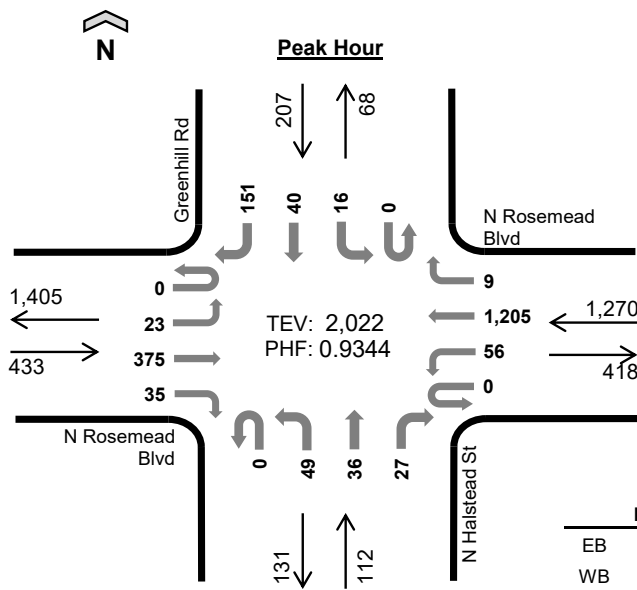 N
Peak Hour
207
68
Greenhill Rd
151
40
16
0
N Rosemead
Blvd
0
9
1,405
23
TEV: 2,022
1,205
1,270
PHF: 0.9344
375
56
433
418
35
0
N Rosemead
Blvd
0
49
36
27
N Halstead St
131
112
EB
WB